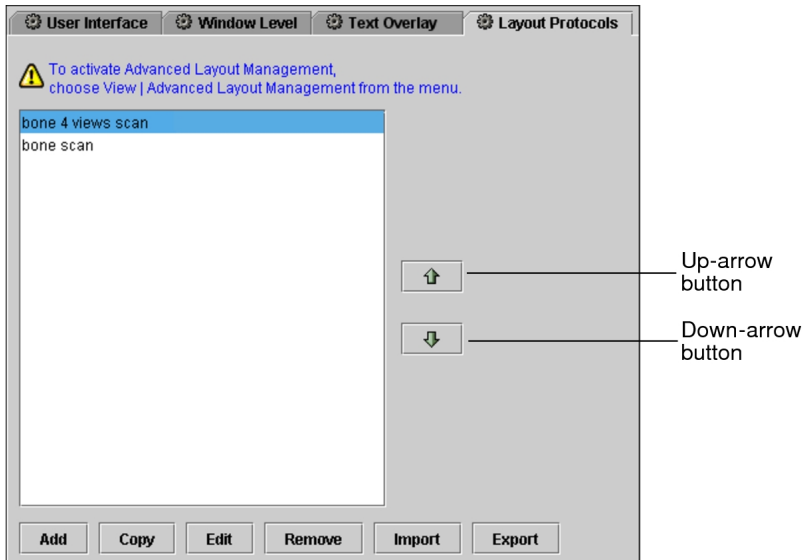 User Interface Window Level Text Overlay Layout Protocols
To activate Advanced Layout Management,
choose View | Advanced Layout Management from the menu.
bone 4 views scan
bone scan
Up-arrow
button
Down-arrow
button
Add Copy Edit Remove Import Export